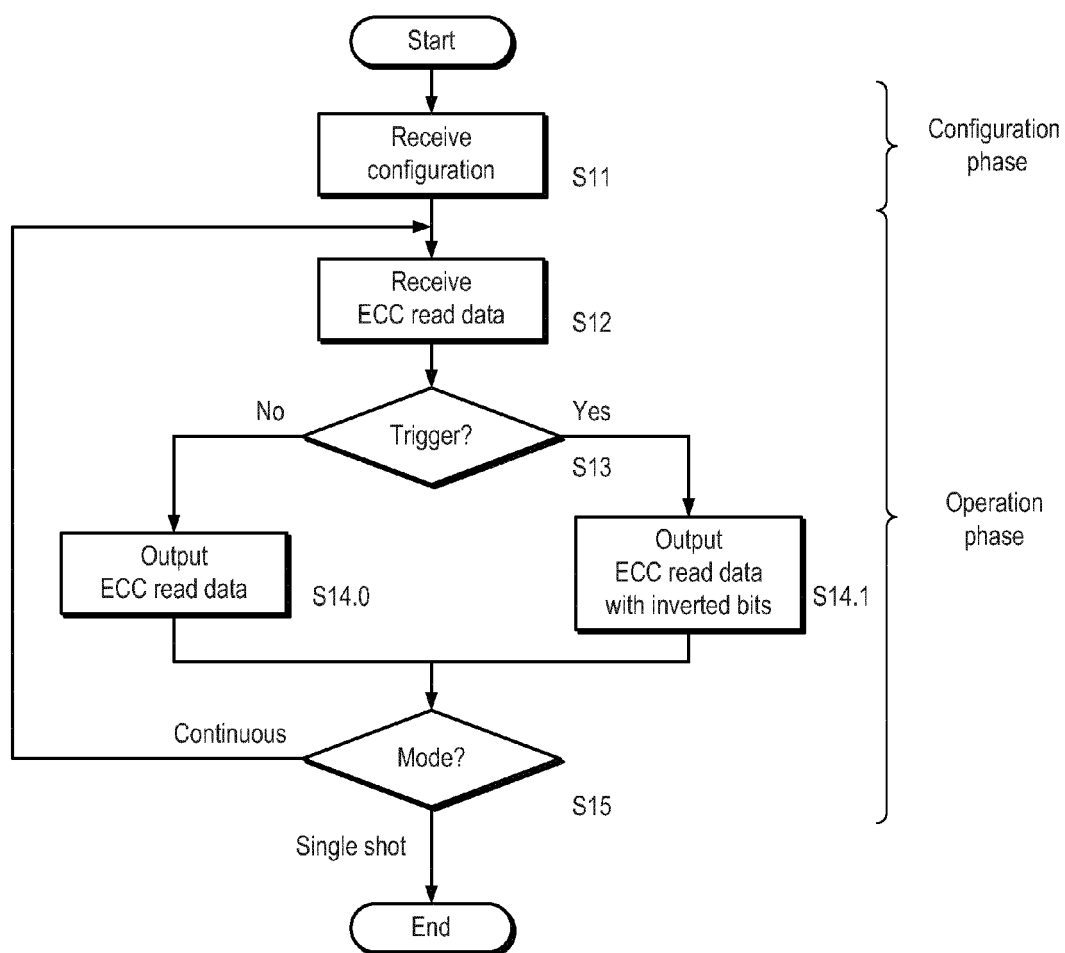 Start
Receive
configuration
S11
Configuration
phase
Receive
ECC read data
S12
No
Yes
Trigger?
S13
Operation
phase
Output
ECC read data
S14.0
Output
ECC read data
with inverted bits
S14.1
Continuous
Mode?
S15
Single shot
End